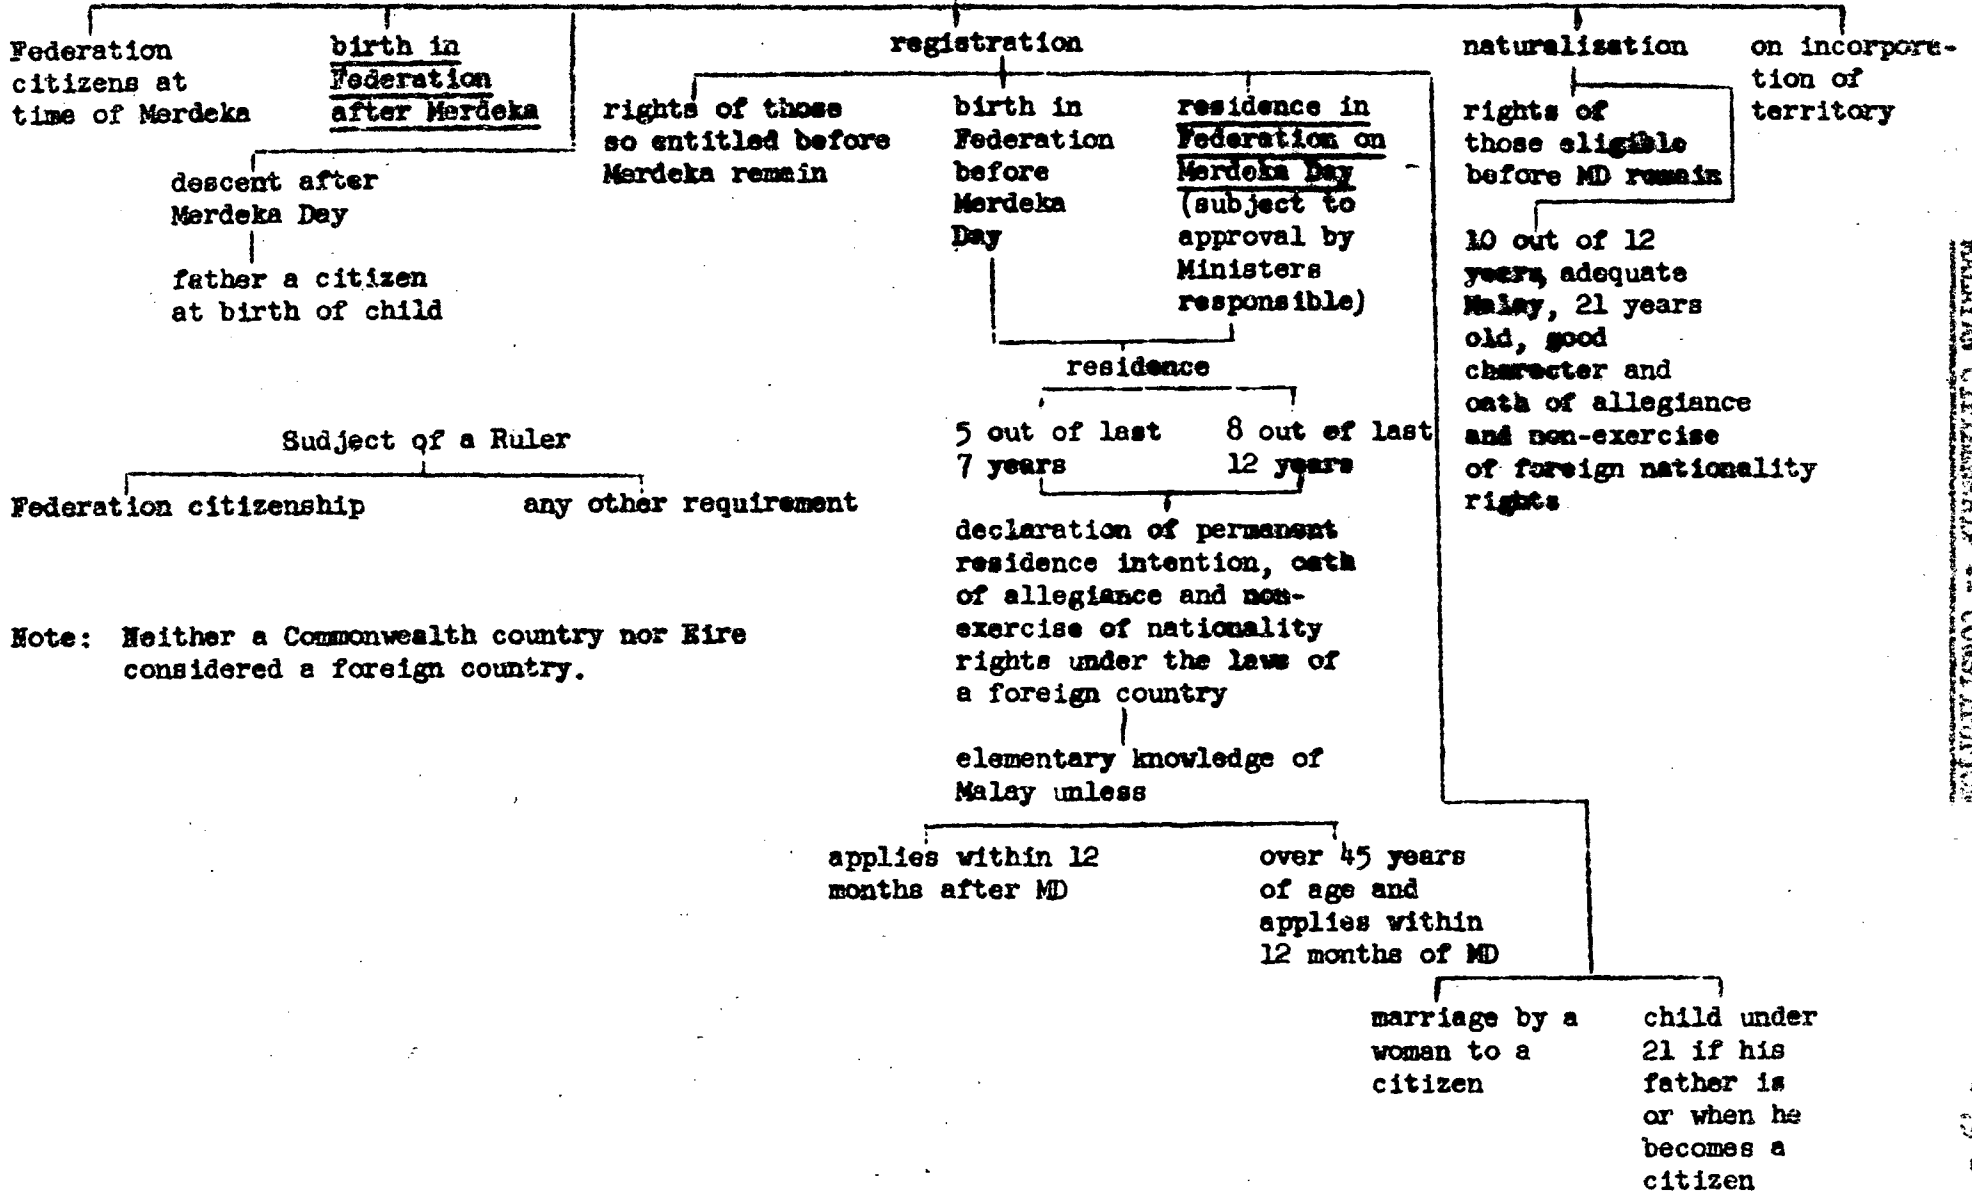 Federation
citizens at
time of Merdeka
birth in
Federation
after Merdeka
descent after
Merdeka Day
father a citizen
at birth of child
registration
rights of those
so entitled before
Merdeka remain
birth in
Federation
before
Merdeka
Day
residence in
Federation on
Merdeka Day
(subject to
approval by
Ministers
responsible)
residence
5 out of last
7 years
8 out of last
12 years
declaration of permanent
residence intention, oath
of allegiance and non-
exercise of nationality
rights under the laws of
a foreign country
elementary knowledge of
Malay unless
applies within 12
months after MD
over 45 years
of age and
applies within
12 months of MD
marriage by a
woman to a
citizen
child under
21 if his
father is
or when he
becomes a
citizen
naturalisation
rights of
those eligible
before MD remain
10 out of 12
years, adequate
Malay, 21 years
old, good
character and
oath of allegiance
and non-exercise
of foreign nationality
rights
on incorpora-
tion of
territory
Sudject of a Ruler
Federation citizenship
any other requirement
Note: Neither a Commonwealth country nor Eire
considered a foreign country.